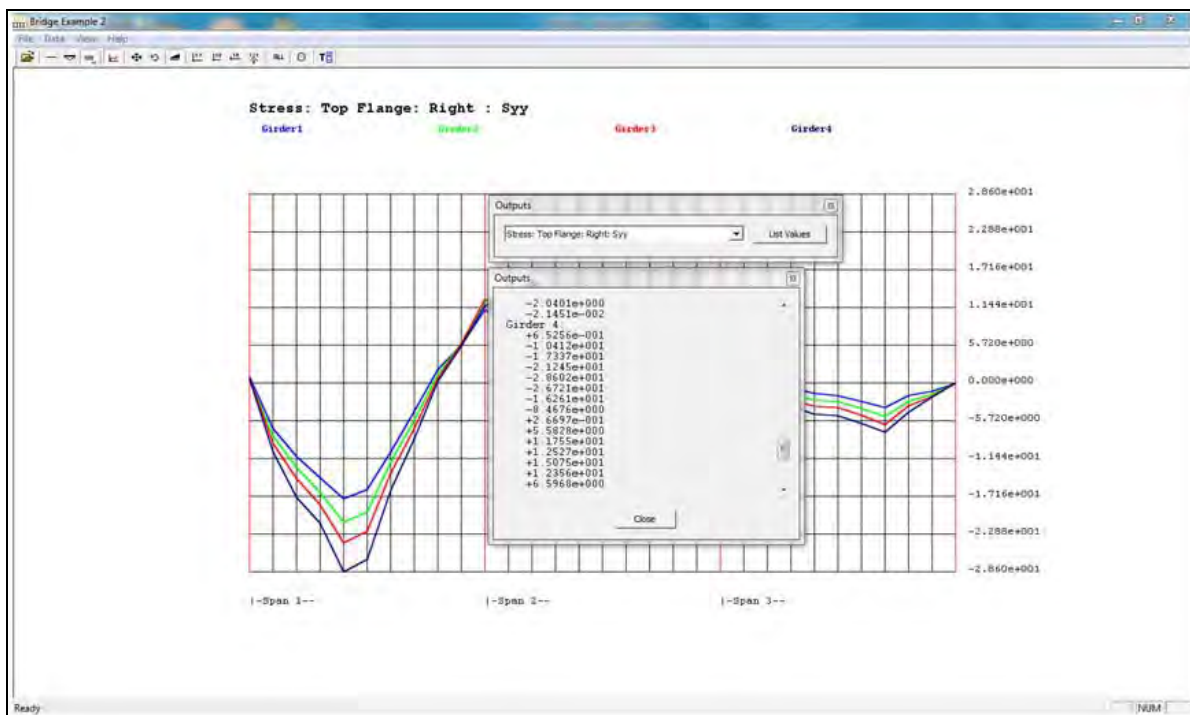 Bridge Example 2
File Data View Help
Stress: Top Flange: Right : Syy
Girder1 Girder2 Girder3 Girder4
2.860e+001
2.288e+001
1.716e+001
1.144e+001
5.720e+000
0.000e+000
-5.720e+000
-1.144e+001
-1.716e+001
-2.288e+001
-2.860e+001
Outputs
Stress: Top Flange: Right: Syy
List Values
Outputs
-2.0401e+000
-2.1451e-002
Girder 4:
+6.5256e-001
-1.0412e+001
-1.7337e+001
-2.1245e+001
-2.8602e+001
-2.6721e+001
-1.6261e+001
-8.4676e+000
+2.6697e+001
+5.5828e+000
+1.1755e+001
+1.2527e+001
+1.5075e+001
+1.2356e+001
+6.5968e+000
Close
|-Span 1-- |-Span 2-- |-Span 3--
Ready
NUM